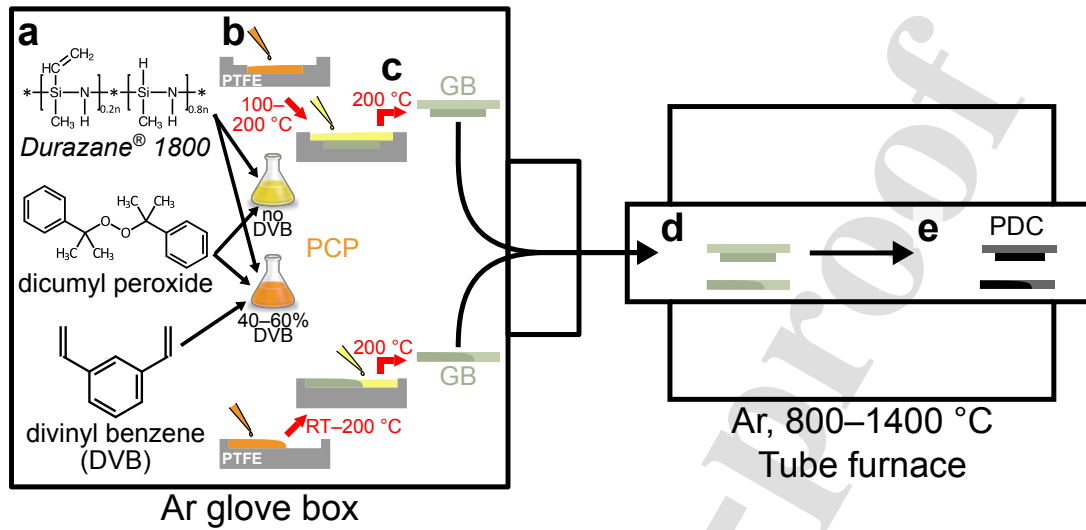 a
b
c
CH₂
CH
H
*[Si—N]*[Si—N]*
0.2n
0.8n
CH₃ H CH₃ H
Durazane® 1800
H₃C
CH₃
O
O
H₃C
CH₃
CH₃
dicumyl peroxide
divinyl benzene
(DVB)
PTFE
100–
200 °C
200 °C
GB
no
DVB
PCP
40–60%
DVB
200 °C
GB
RT–200 °C
PTFE
Ar glove box
d
e
PDC
Ar, 800–1400 °C
Tube furnace
-proof